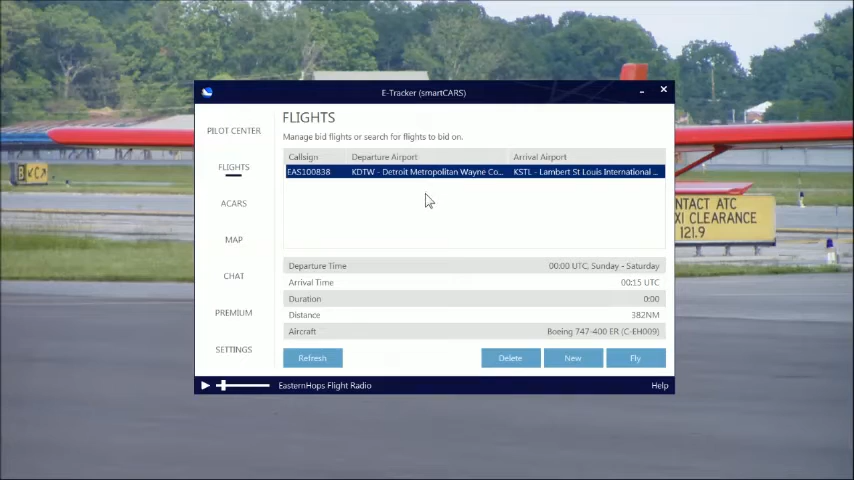 E-Tracker (smartCARS)
PILOT CENTER
FLIGHTS
ACARS
MAP
CHAT
PREMIUM
SETTINGS
FLIGHTS
Manage bid flights or search for flights to bid on.
Callsign Departure Airport Arrival Airport
EAS100838 KDTW - Detroit Metropolitan Wayne Co... KSTL - Lambert St Louis International ...
Departure Time 00:00 UTC, Sunday - Saturday
Arrival Time 00:15 UTC
Duration 0:00
Distance 382NM
Aircraft Boeing 747-400 ER (C-EH009)
Refresh Delete New Fly
EasternHops Flight Radio Help
B C
NTACT ATC
XI CLEARANCE
121.9